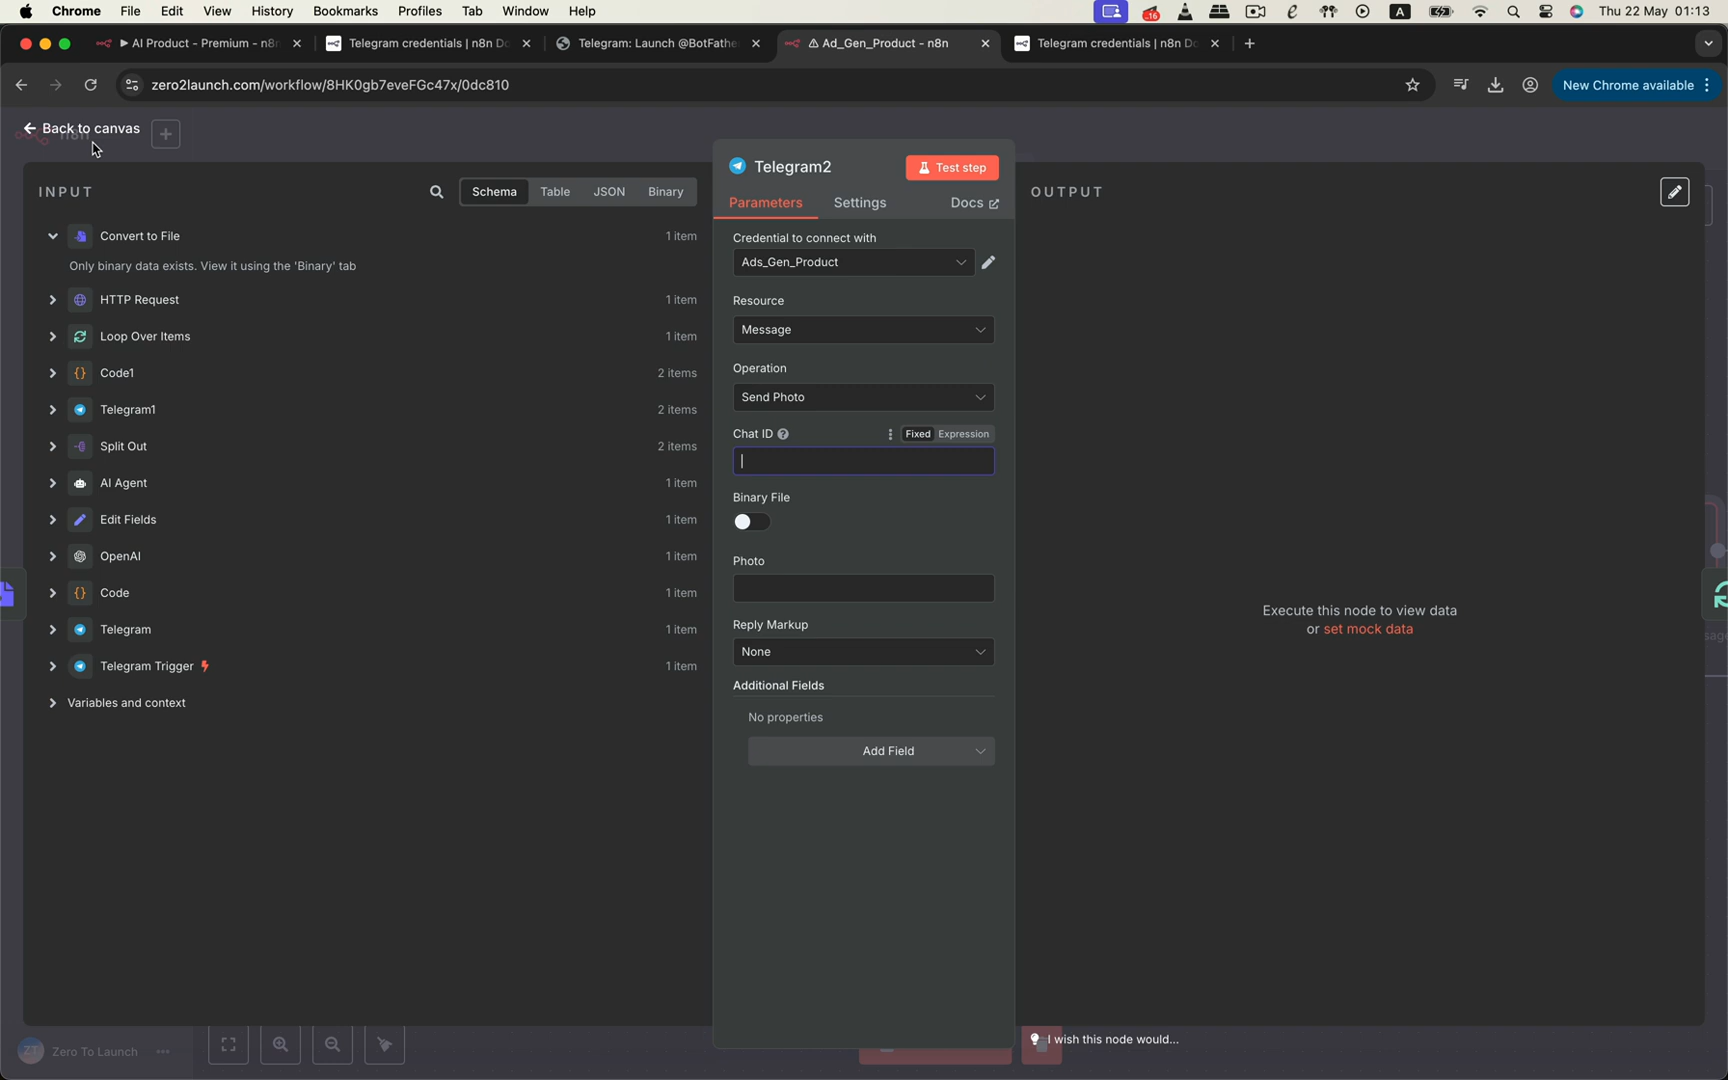 Chrome File Edit View History Bookmarks Profiles Tab Window Help 16 A Thu 22 May 01:13
AI Product - Premium - n8n Telegram credentials | n8n Do Telegram: Launch @BotFathe Ad_Gen_Product - n8n Telegram credentials | n8n Do
zero2launch.com/workflow/8HK0gb7eveFGc47x/0dc810 New Chrome available
Back to canvas
Telegram2 Test step
INPUT Schema Table JSON Binary OUTPUT
Parameters Settings Docs
Convert to File 1 item
Only binary data exists. View it using the 'Binary' tab
HTTP Request 1 item
Loop Over Items 1 item
Code1 2 items
Telegram1 2 items
Split Out 2 items
AI Agent 1 item
Edit Fields 1 item
OpenAI 1 item
Code 1 item
Telegram 1 item
Telegram Trigger 1 item
Variables and context
Credential to connect with
Ads_Gen_Product
Resource
Message
Operation
Send Photo
Chat ID Fixed Expression
Binary File
Photo
Reply Markup
None
Additional Fields
No properties
Add Field
Execute this node to view data
or set mock data
I wish this node would...
ZT Zero To Launch